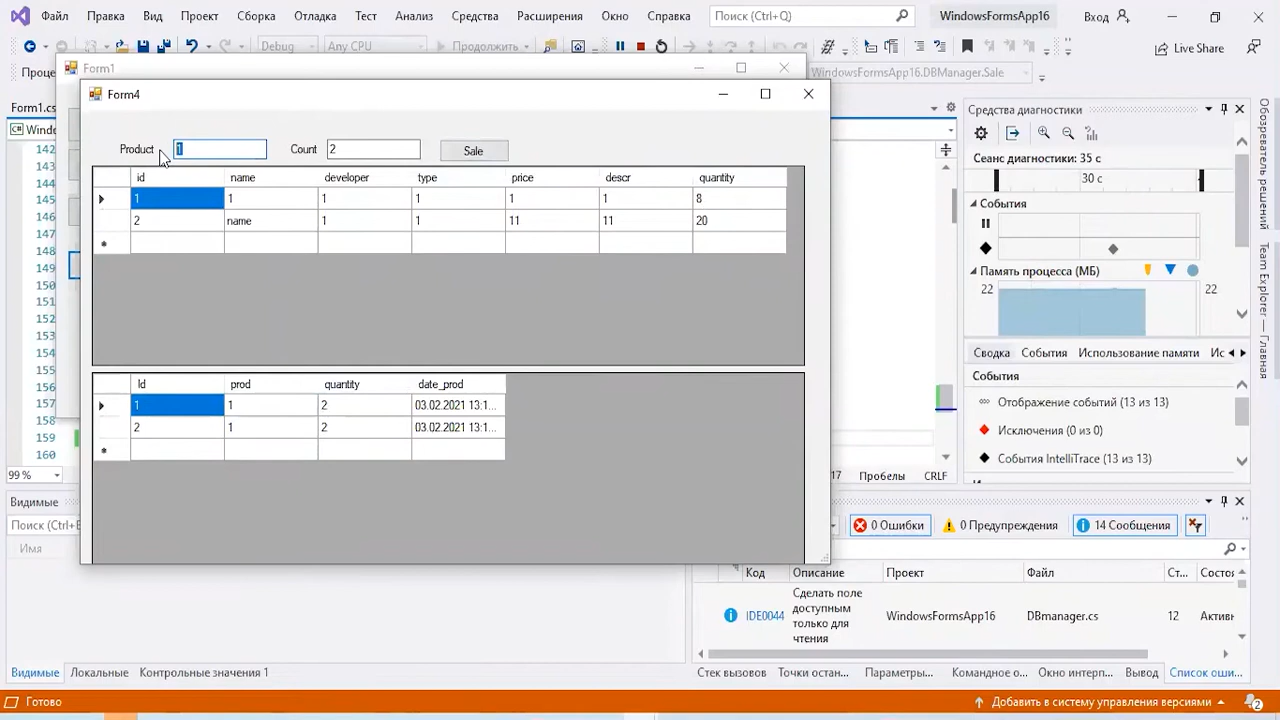 Файл Правка Вид Проект Сборка Отладка Тест Анализ Средства Расширения Окно Справка Поиск (Ctrl+Q) WindowsFormsApp16 Вход
Debug Any CPU Продолжить Live Share
Form1
Проце WindowsFormsApp16.DBManager.Sale
Form4
Form1.cs Средства диагностики
Windo
Product 1 Count 2 Sale
Сеанс диагностики: 35 с
30 с
id name developer type price descr quantity
1 1 1 1 1 1 8
2 name 1 1 11 11 20
События
Память процесса (МБ)
22 22
Id prod quantity date_prod
1 1 2 03.02.2021 13:1...
2 1 2 03.02.2021 13:1...
142
143
144
145
146
147
148
149
150
151
152
153
154
155
156
157
158
159
160
Сводка События Использование памяти Ис
События
Отображение событий (13 из 13)
Исключения (0 из 0)
События IntelliTrace (13 из 13)
Обозреватель решений Team Explorer — Главная
99 % 17 Пробелы CRLF
Видимые
Поиск (Ctrl+E
Имя
0 Ошибки 0 Предупреждения 14 Сообщения
Код Описание Проект Файл Ст... Состоя
IDE0044 Сделать поле доступным только для чтения WindowsFormsApp16 DBmanager.cs 12 Активн
Видимые Локальные Контрольные значения 1
Стек вызовов Точки остан... Параметры... Командное о... Окно интерп... Вывод Список оши...
Готово Добавить в систему управления версиями 2